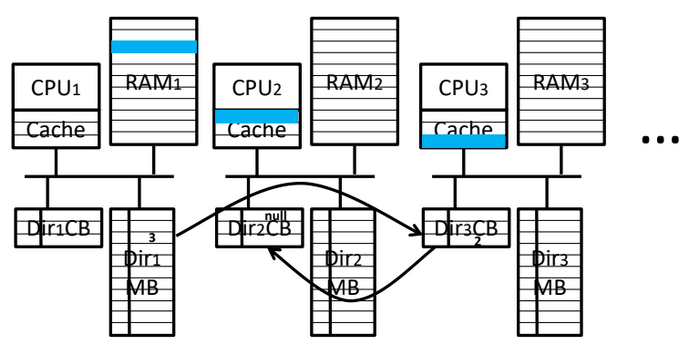 CPU1
Cache
RAM1
CPU2
Cache
RAM2
CPU3
Cache
RAM3
...
Dir1CB
3
Dir1
MB
null
Dir2CB
Dir2
MB
Dir3CB
2
Dir3
MB